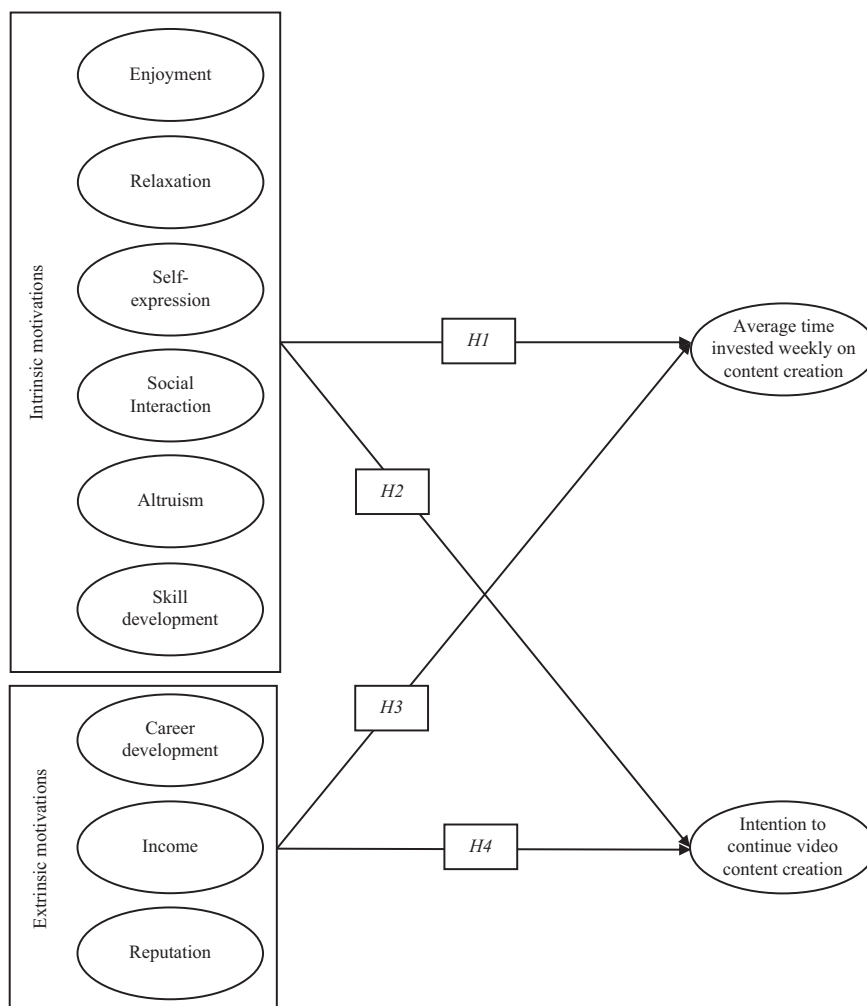 Intrinsic motivations
Enjoyment
Relaxation
Self-
expression
Social
Interaction
Altruism
Skill
development
Extrinsic motivations
Career
development
Income
Reputation
H1
H2
H3
H4
Average time
invested weekly on
content creation
Intention to
continue video
content creation